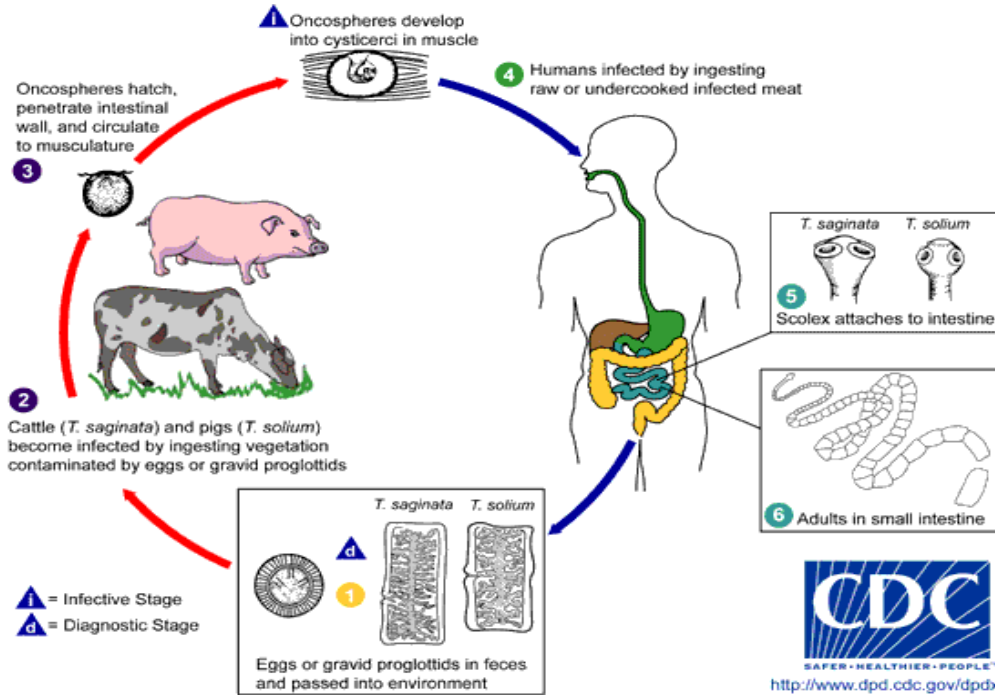 i
Oncospheres develop
into cysticerci in muscle
Oncospheres hatch,
penetrate intestinal
wall, and circulate
to musculature
3
4
Humans infected by ingesting
raw or undercooked infected meat
T. saginata T. solium
5
Scolex attaches to intestine
2
Cattle (T. saginata) and pigs (T. solium)
become infected by ingesting vegetation
contaminated by eggs or gravid proglottids
6 Adults in small intestine
T. saginata T. solium
d
1
Eggs or gravid proglottids in feces
and passed into environment
i = Infective Stage
d = Diagnostic Stage
CDC
SAFER•HEALTHIER•PEOPLE™
http://www.dpd.cdc.gov/dpdx